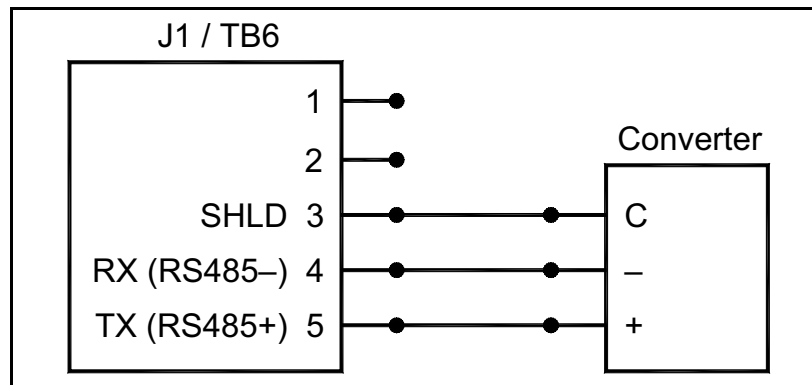 J1 / TB6
1
2
Converter
SHLD 3
C
RX (RS485–) 4
–
TX (RS485+) 5
+